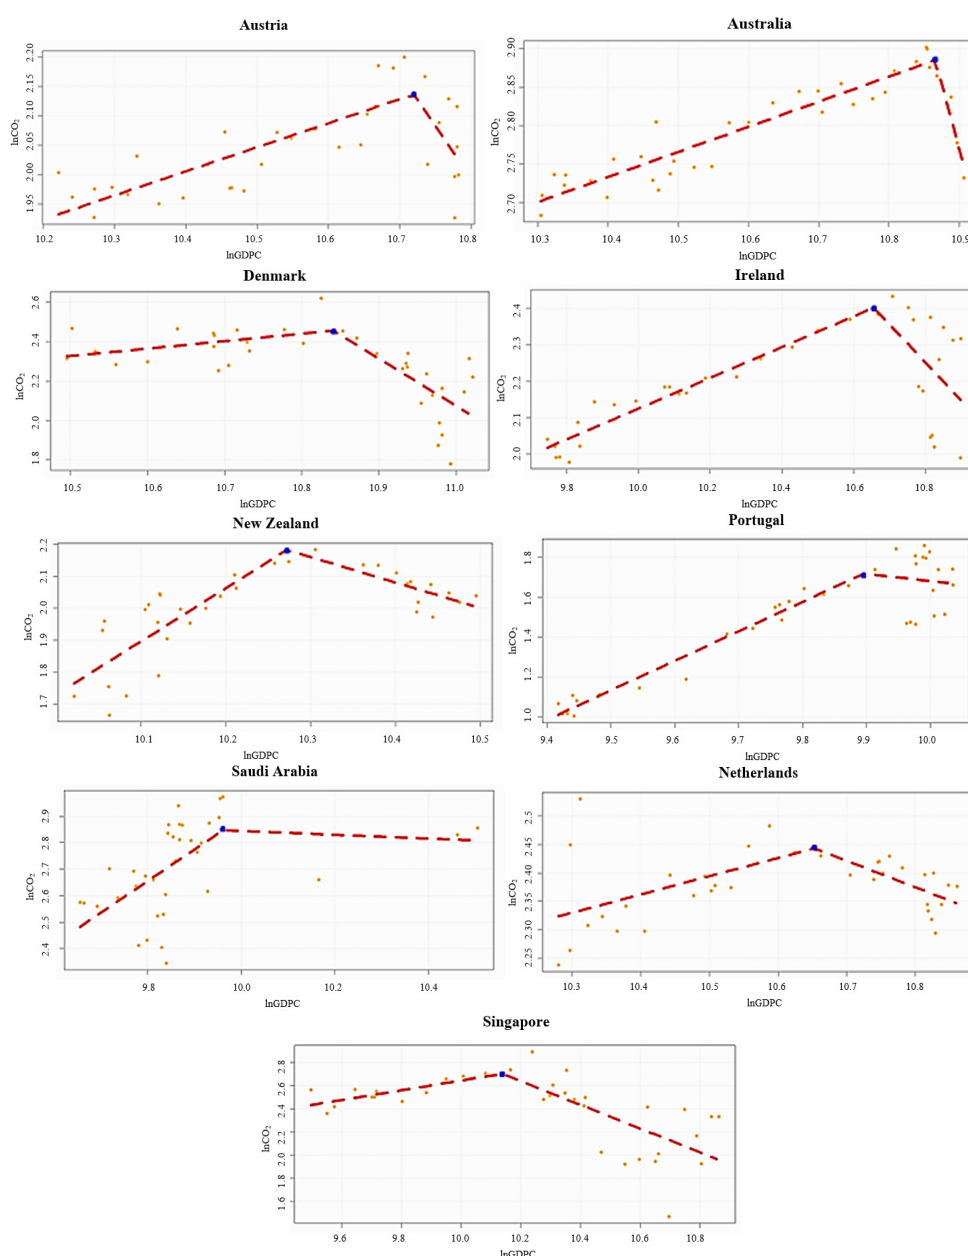 Austria
lnCO2
2.20
2.15
2.10
2.05
2.00
1.95
10.2 10.3 10.4 10.5 10.6 10.7 10.8
lnGDPC
Australia
lnCO2
2.90
2.85
2.80
2.75
2.70
10.3 10.4 10.5 10.6 10.7 10.8 10.9
lnGDPC
Denmark
lnCO2
2.6
2.4
2.2
2.0
1.8
10.5 10.6 10.7 10.8 10.9 11.0
lnGDPC
Ireland
lnCO2
2.4
2.3
2.2
2.1
2.0
9.8 10.0 10.2 10.4 10.6 10.8
lnGDPC
New Zealand
lnCO2
2.2
2.1
2.0
1.9
1.8
1.7
10.1 10.2 10.3 10.4 10.5
lnGDPC
Portugal
lnCO2
1.8
1.6
1.4
1.2
1.0
9.4 9.5 9.6 9.7 9.8 9.9 10.0
lnGDPC
Saudi Arabia
lnCO2
2.9
2.8
2.7
2.6
2.5
2.4
9.8 10.0 10.2 10.4
lnGDPC
Netherlands
lnCO2
2.5
2.45
2.40
2.35
2.30
2.25
10.3 10.4 10.5 10.6 10.7 10.8
lnGDPC
Singapore
lnCO2
2.8
2.6
2.4
2.2
2.0
1.8
1.6
9.6 9.8 10.0 10.2 10.4 10.6 10.8
lnGDPC